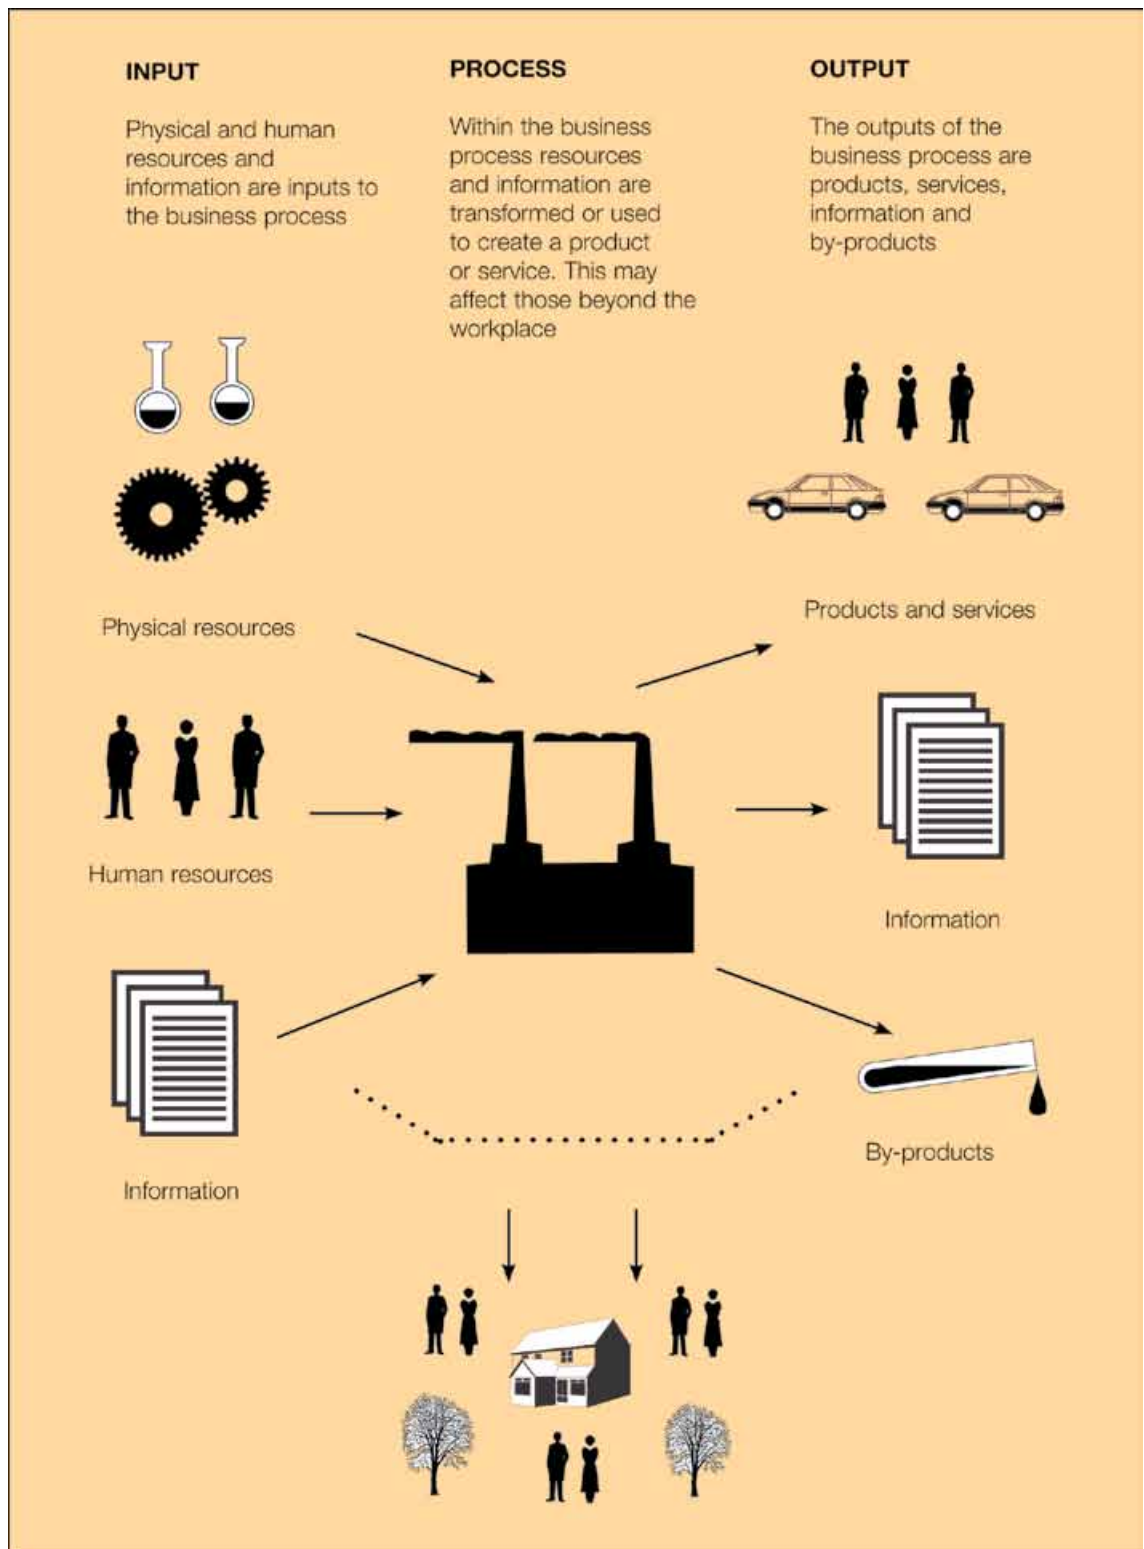 INPUT
Physical and human
resources and
information are inputs to
the business process
PROCESS
Within the business
process resources
and information are
transformed or used
to create a product
or service. This may
affect those beyond the
workplace
OUTPUT
The outputs of the
business process are
products, services,
information and
by-products
Physical resources
Products and services
Human resources
Information
By-products
Information